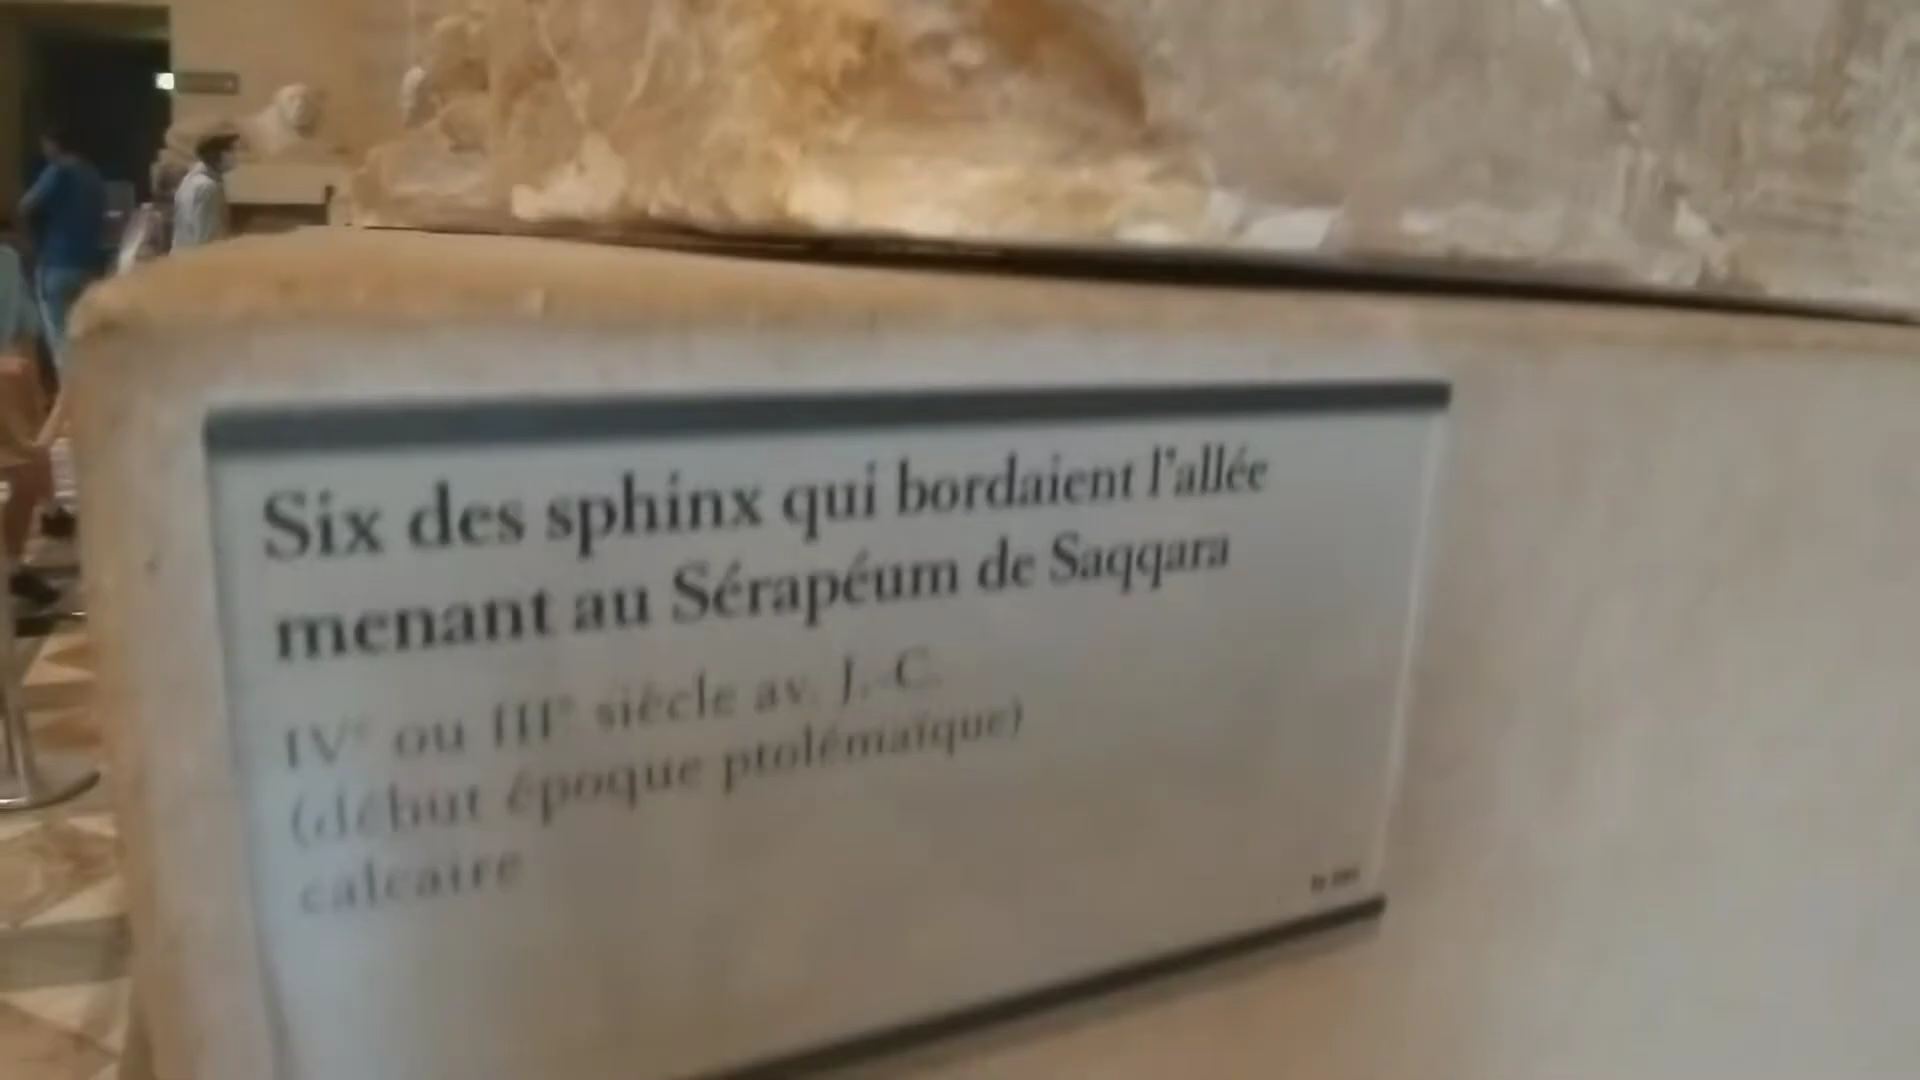 Six des sphinx qui bordaient l'allée
menant au Sérapéum de Saqqara
IVe ou IIIe siècle av. J.-C.
(début époque ptolémaïque)
calcaire